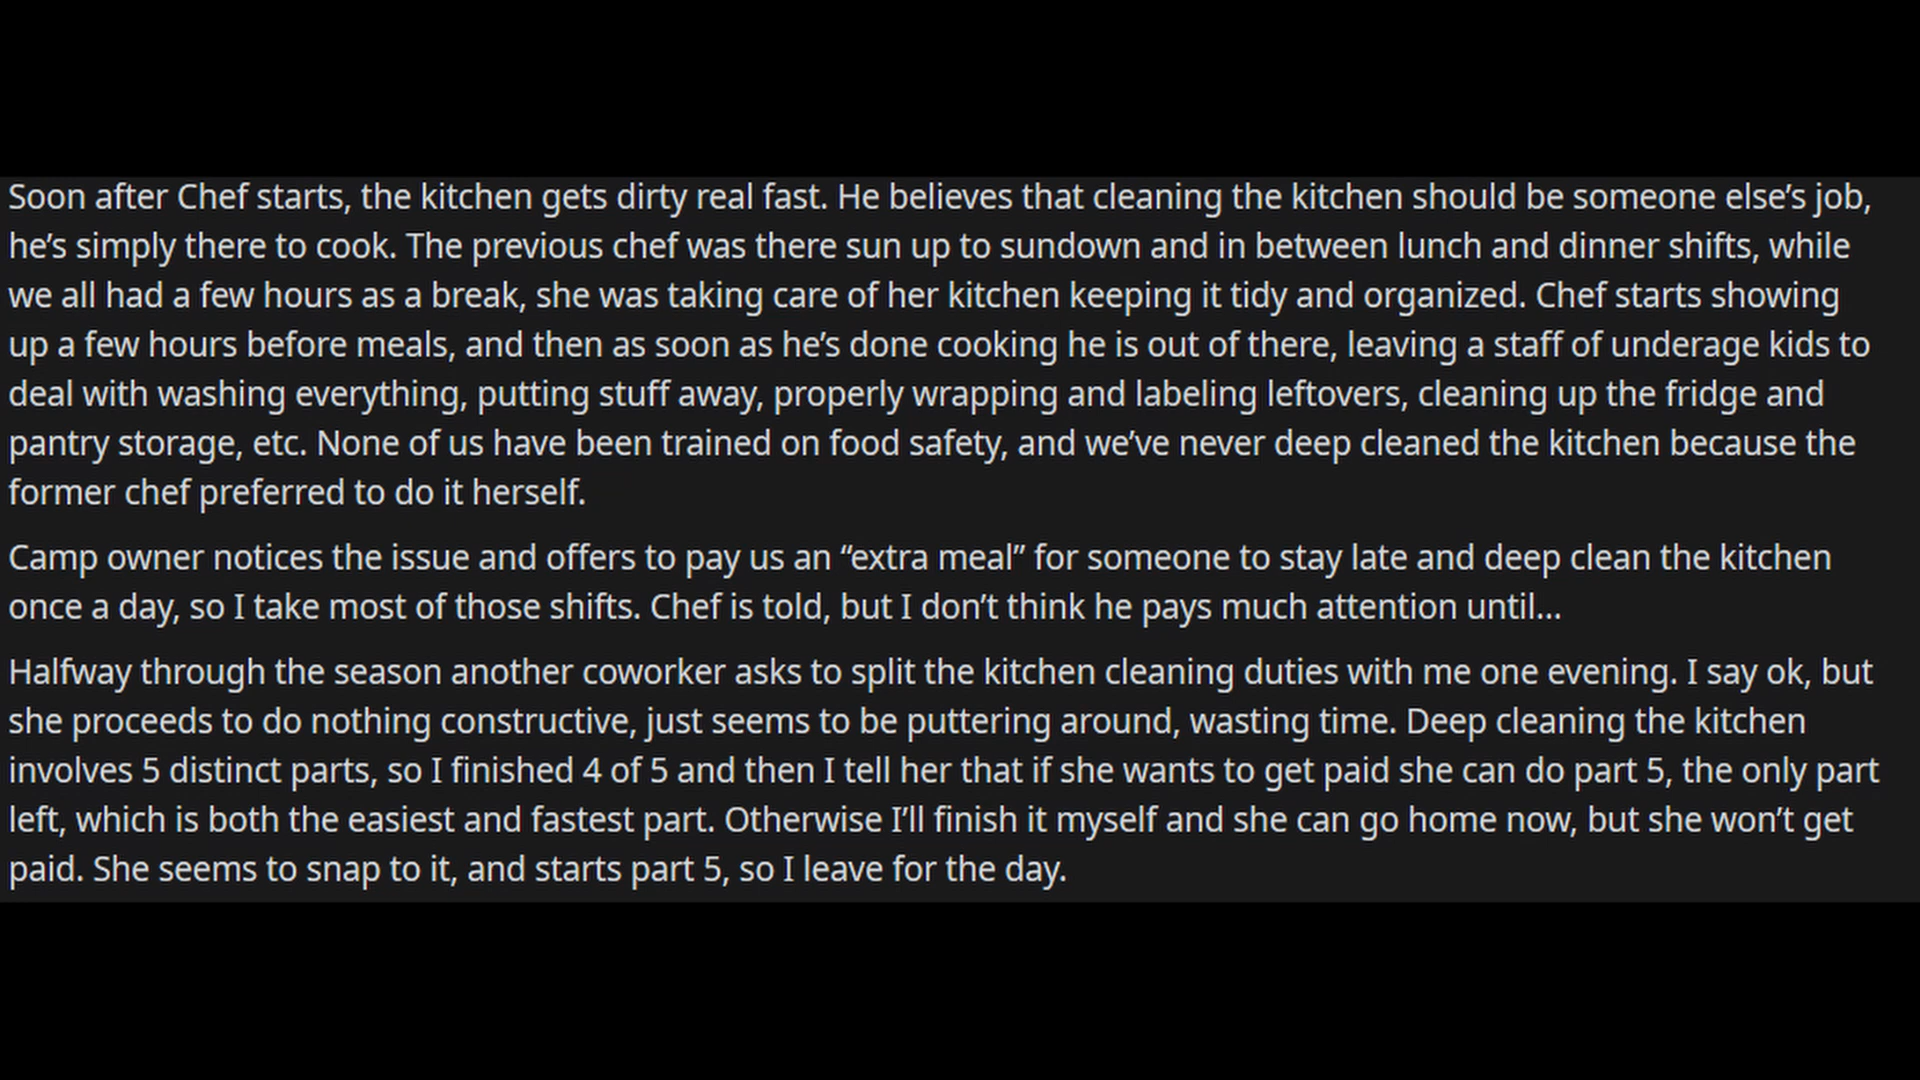 Soon after Chef starts, the kitchen gets dirty real fast. He believes that cleaning the kitchen should be someone else’s job,
he’s simply there to cook. The previous chef was there sun up to sundown and in between lunch and dinner shifts, while
we all had a few hours as a break, she was taking care of her kitchen keeping it tidy and organized. Chef starts showing
up a few hours before meals, and then as soon as he’s done cooking he is out of there, leaving a staff of underage kids to
deal with washing everything, putting stuff away, properly wrapping and labeling leftovers, cleaning up the fridge and
pantry storage, etc. None of us have been trained on food safety, and we’ve never deep cleaned the kitchen because the
former chef preferred to do it herself.
Camp owner notices the issue and offers to pay us an “extra meal” for someone to stay late and deep clean the kitchen
once a day, so I take most of those shifts. Chef is told, but I don’t think he pays much attention until...
Halfway through the season another coworker asks to split the kitchen cleaning duties with me one evening. I say ok, but
she proceeds to do nothing constructive, just seems to be puttering around, wasting time. Deep cleaning the kitchen
involves 5 distinct parts, so I finished 4 of 5 and then I tell her that if she wants to get paid she can do part 5, the only part
left, which is both the easiest and fastest part. Otherwise I’ll finish it myself and she can go home now, but she won’t get
paid. She seems to snap to it, and starts part 5, so I leave for the day.